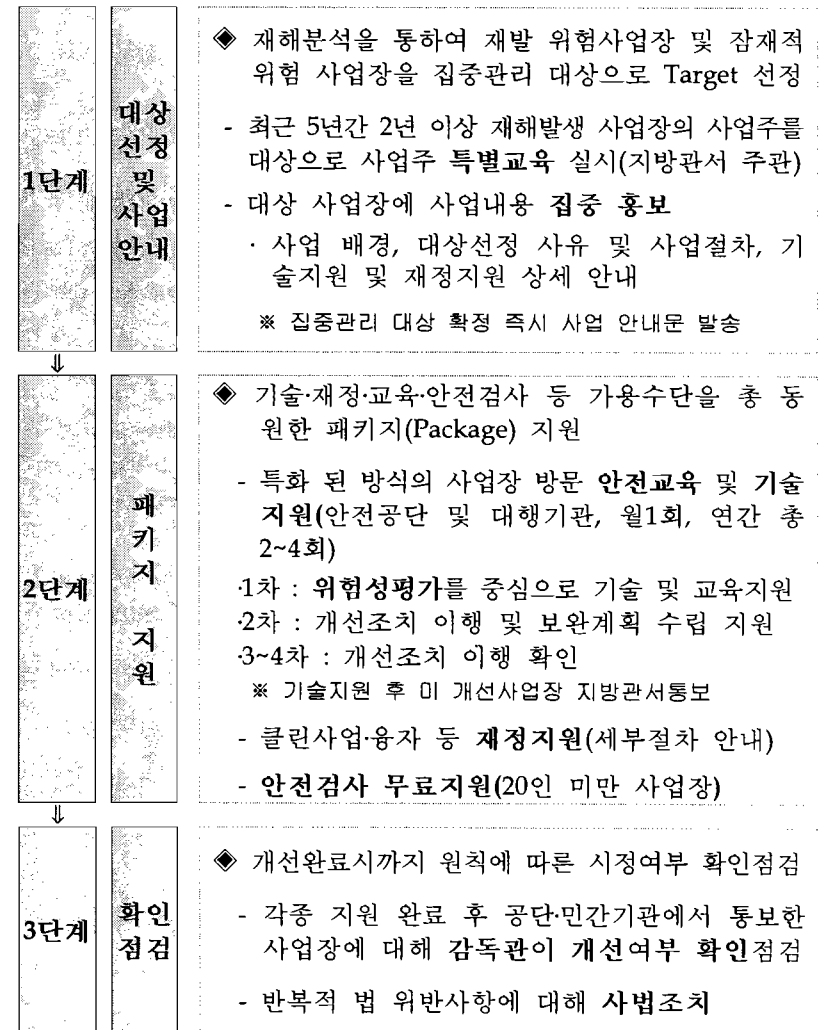 1단계
대상
선정
및
사업
안내
◈ 재해분석을 통하여 재발 위험사업장 및 잠재적
위험 사업장을 집중관리 대상으로 Target 선정
- 최근 5년간 2년 이상 재해발생 사업장의 사업주를
대상으로 사업주 특별교육 실시(지방관서 주관)
- 대상 사업장에 사업내용 집중 홍보
· 사업 배경, 대상선정 사유 및 사업절차, 기
술지원 및 재정지원 상세 안내
※ 집중관리 대상 확정 즉시 사업 안내문 발송
⇓
2단계
패
키
지
지
원
◈ 기술·재정·교육·안전검사 등 가용수단을 총 동
원한 패키지(Package) 지원
- 특화 된 방식의 사업장 방문 안전교육 및 기술
지원(안전공단 및 대행기관, 월1회, 연간 총
2~4회)
·1차 : 위험성평가를 중심으로 기술 및 교육지원
·2차 : 개선조치 이행 및 보완계획 수립 지원
·3~4차 : 개선조치 이행 확인
※ 기술지원 후 미 개선사업장 지방관서통보
- 클린사업·융자 등 재정지원(세부절차 안내)
- 안전검사 무료지원(20인 미만 사업장)
⇓
3단계
확인
점검
◈ 개선완료시까지 원칙에 따른 시정여부 확인점검
- 각종 지원 완료 후 공단·민간기관에서 통보한
사업장에 대해 감독관이 개선여부 확인점검
- 반복적 법 위반사항에 대해 사법조치